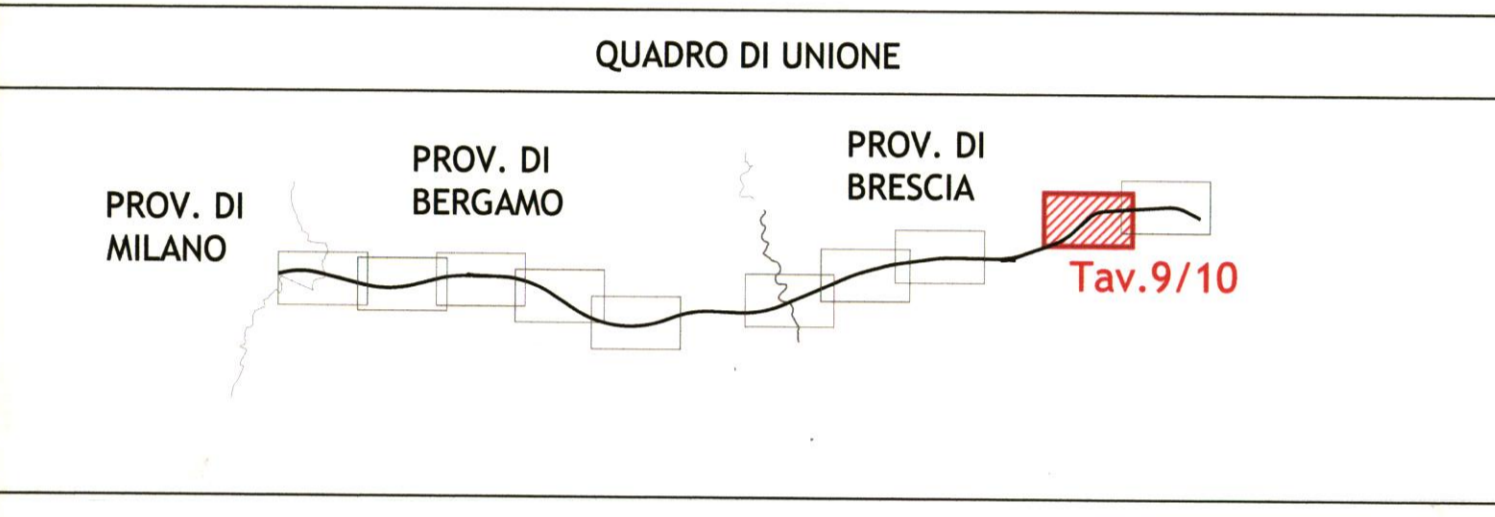 QUADRO DI UNIONE
PROV. DI
MILANO
PROV. DI
BERGAMO
PROV. DI
BRESCIA
Tav.9/10